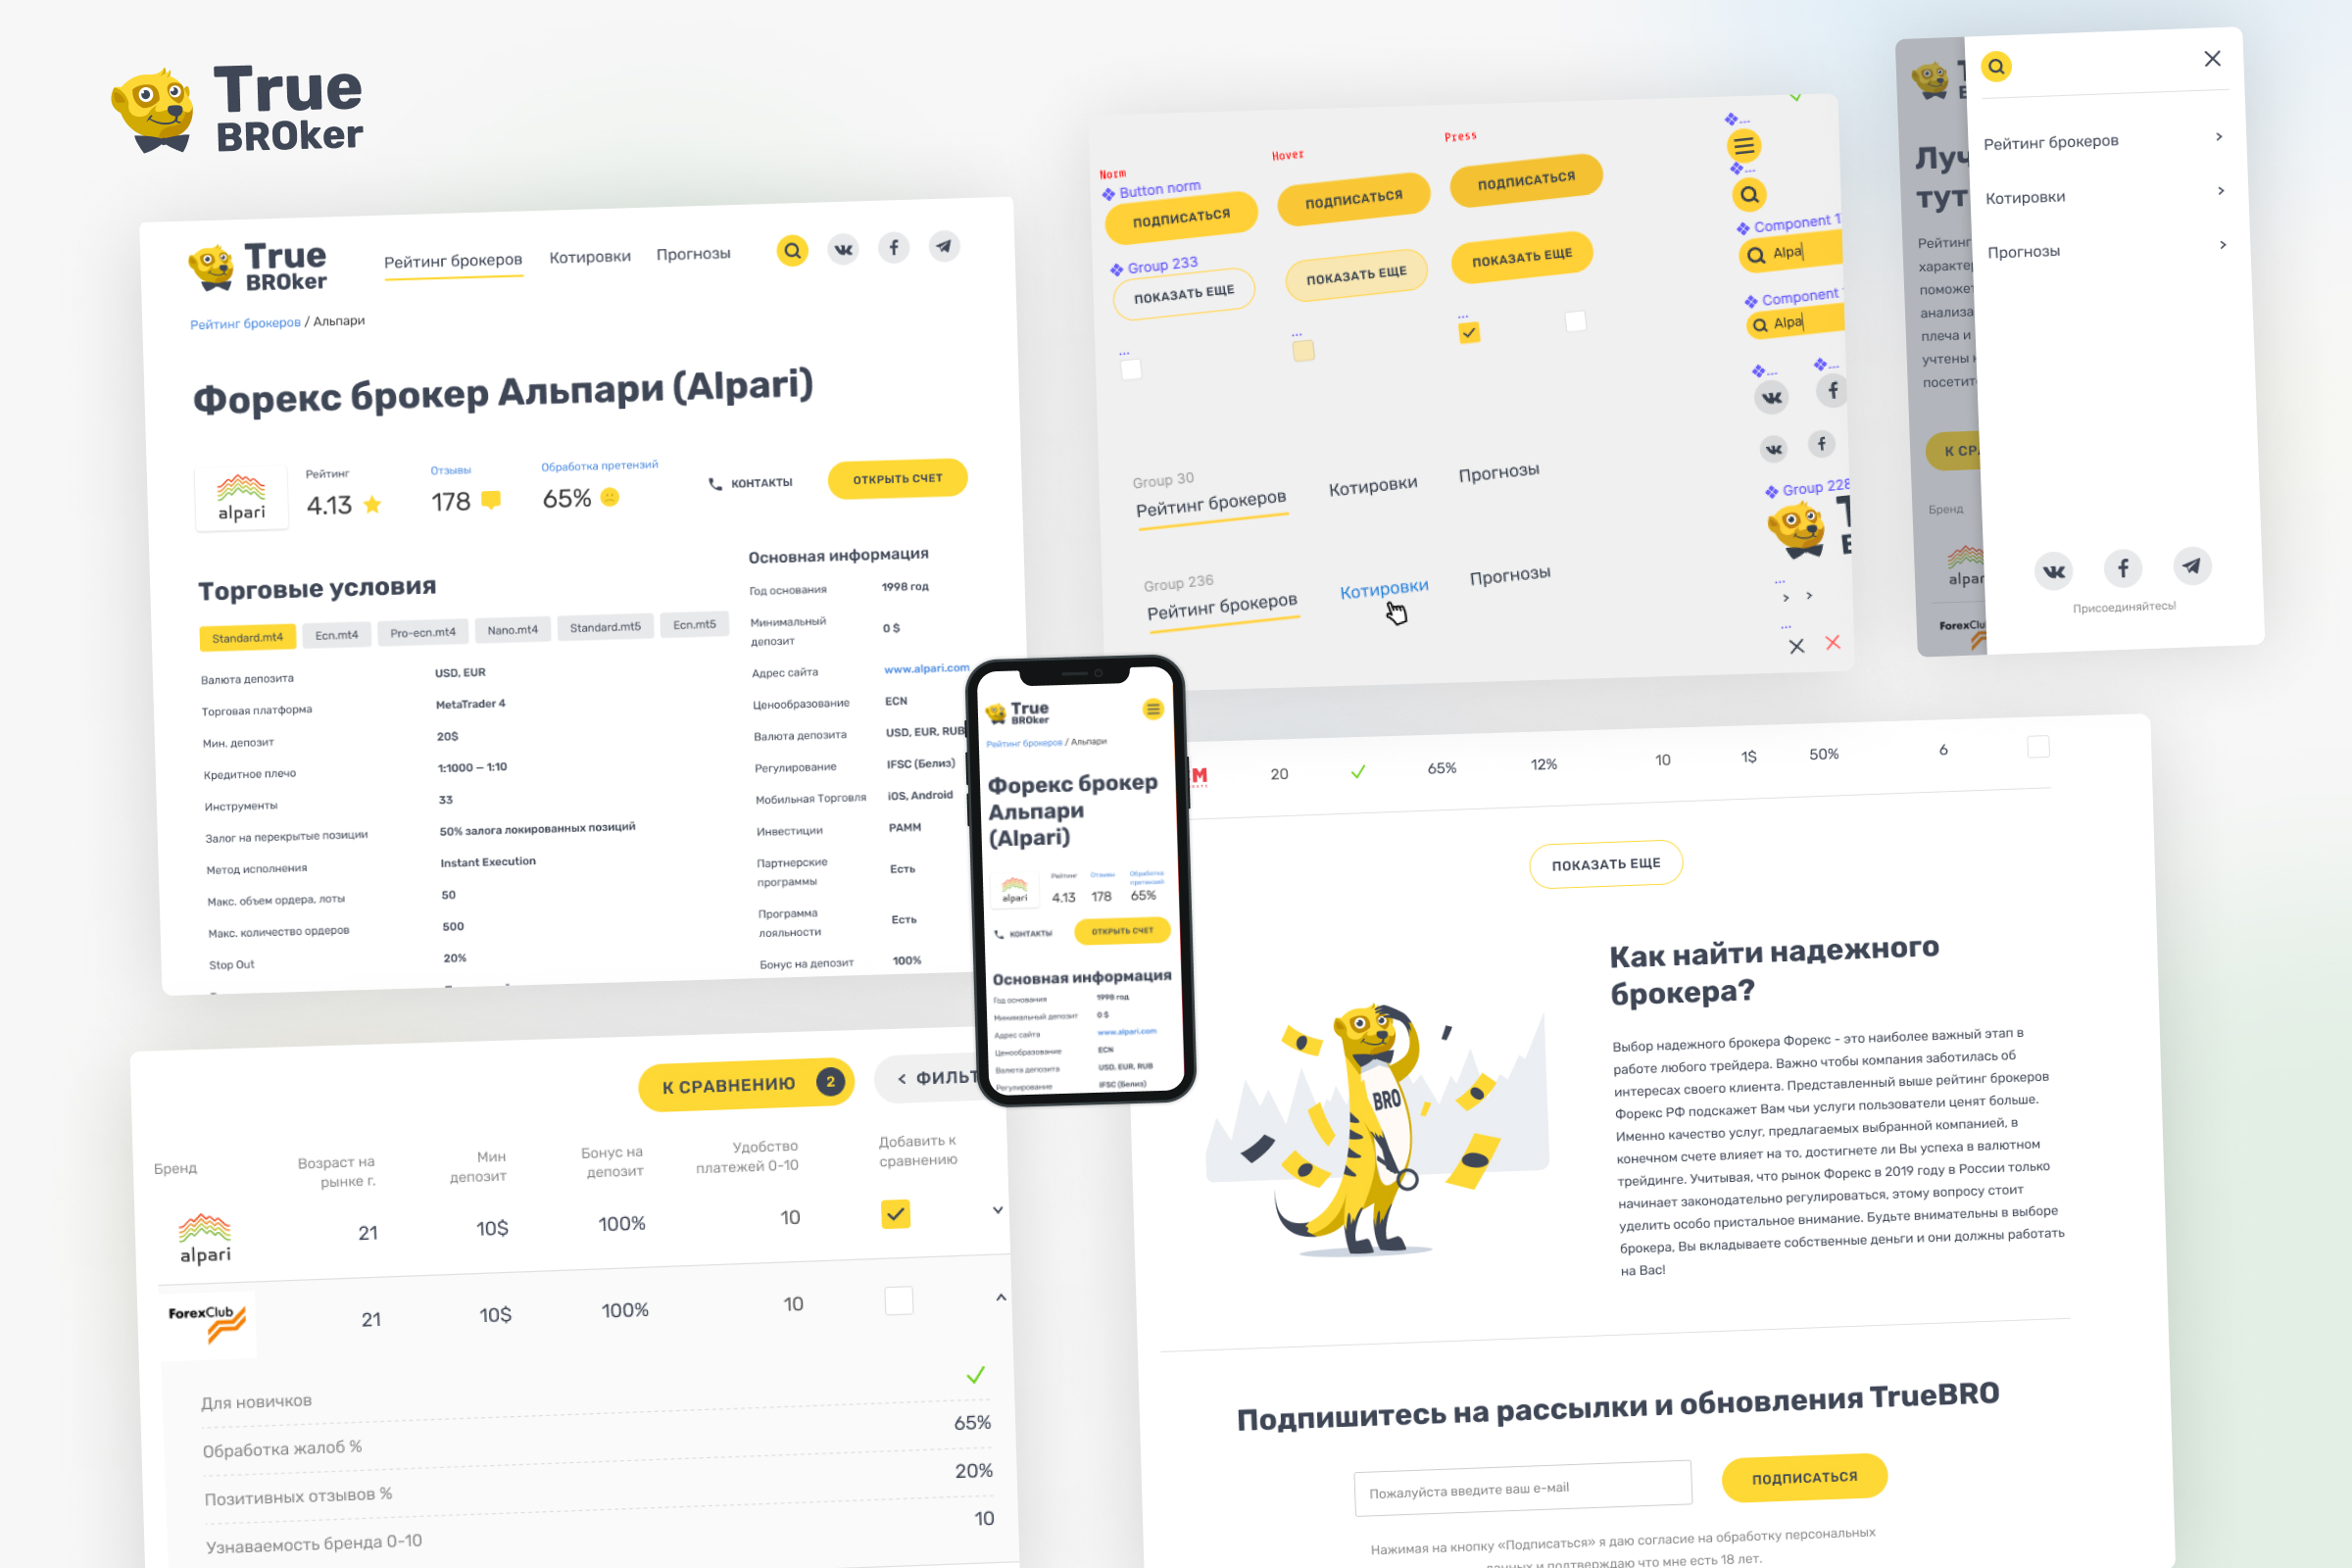 True
BROker
True
BROker
Рейтинг брокеров
Котировки
Прогнозы
Рейтинг брокеров / Альпари
Форекс брокер Альпари (Alpari)
alpari
Рейтинг
4.13
Отзывы
178
Обработка претензий
65%
КОНТАКТЫ
ОТКРЫТЬ СЧЕТ
Торговые условия
Standard.mt4
Ecn.mt4
Pro-ecn.mt4
Nano.mt4
Standard.mt5
Ecn.mt5
Валюта депозита
USD, EUR
Торговая платформа
MetaTrader 4
Мин. депозит
20$
Кредитное плечо
1:1000 – 1:10
Инструменты
33
Залог на перекрытые позиции
50% залога локированных позиций
Метод исполнения
Instant Execution
Макс. объем ордера, лоты
50
Макс. количество ордеров
500
Stop Out
20%
Основная информация
Год основания
1998 год
Минимальный
депозит
0 $
Адрес сайта
www.alpari.com
Ценообразование
ECN
Валюта депозита
USD, EUR, RUB
Регулирование
IFSC (Белиз)
Мобильная Торговля
iOS, Android
Инвестиции
PAMM
Партнерские
программы
Есть
Программа
лояльности
Есть
Бонус на депозит
100%
Norm
Hover
Press
Button norm
ПОДПИСАТЬСЯ
ПОДПИСАТЬСЯ
ПОДПИСАТЬСЯ
Group 233
ПОКАЗАТЬ ЕЩЕ
ПОКАЗАТЬ ЕЩЕ
ПОКАЗАТЬ ЕЩЕ
...
...
...
Group 30
Рейтинг брокеров
Котировки
Прогнозы
Group 236
Рейтинг брокеров
Котировки
Прогнозы
...
...
Component 1
Alpa
Component
Alpa
...
...
Group 228
...
...
Рейтинг брокеров
Котировки
Прогнозы
Присоединяйтесь!
Луч
тут
Рейтинг
характер
поможет
анализа
плеча и
учтены
посетит
К СРА
Бренд
alpar
ForexClu
True
BROker
Рейтинг брокеров / Альпари
Форекс брокер
Альпари
(Alpari)
alpari
Рейтинг
4.13
Отзывы
178
Обработка
претензий
65%
КОНТАКТЫ
ОТКРЫТЬ СЧЕТ
Основная информация
Год основания
1998 год
Минимальный депозит
0 $
Адрес сайта
www.alpari.com
Ценообразование
ECN
Валюта депозита
USD, EUR, RUB
Регулирование
IFSC (Белиз)
20
65%
12%
10
1$
50%
6
ПОКАЗАТЬ ЕЩЕ
BRO
Как найти надежного
брокера?
Выбор надежного брокера Форекс - это наиболее важный этап в
работе любого трейдера. Важно чтобы компания заботилась об
интересах своего клиента. Представленный выше рейтинг брокеров
Форекс РФ подскажет Вам чьи услуги пользователи ценят больше.
Именно качество услуг, предлагаемых выбранной компанией, в
конечном счете влияет на то, достигнете ли Вы успеха в валютном
трейдинге. Учитывая, что рынок Форекс в 2019 году в России только
начинает законодательно регулироваться, этому вопросу стоит
уделить особо пристальное внимание. Будьте внимательны в выборе
брокера, Вы вкладываете собственные деньги и они должны работать
на Вас!
Подпишитесь на рассылки и обновления TrueBRO
Пожалуйста введите ваш e-mail
ПОДПИСАТЬСЯ
Нажимая на кнопку «Подписаться» я даю согласие на обработку персональных
данных и подтверждаю что мне есть 18 лет.
К СРАВНЕНИЮ 2
ФИЛЬТ
Бренд
Возраст на
рынке г.
Мин
депозит
Бонус на
депозит
Удобство
платежей 0-10
Добавить к
сравнению
alpari
21
10$
100%
10
ForexClub
21
10$
100%
10
Для новичков
Обработка жалоб %
65%
Позитивных отзывов %
20%
Узнаваемость бренда 0-10
10